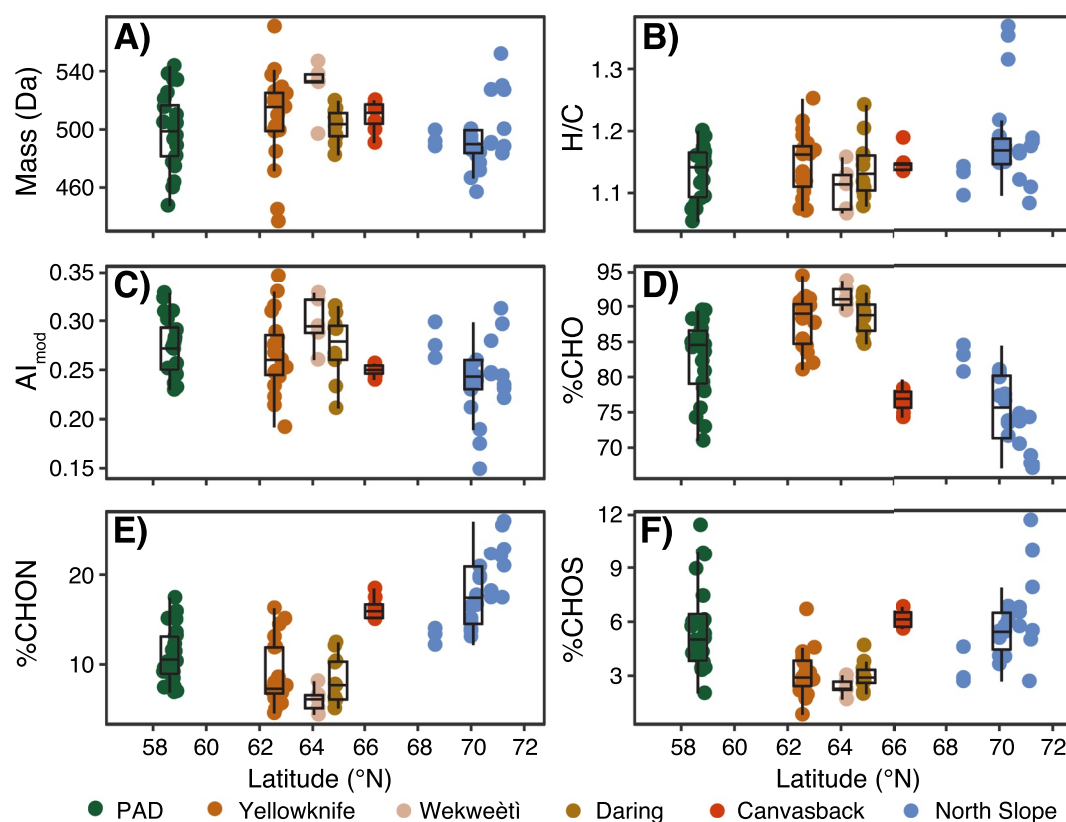 A)
Mass (Da)
540
500
460
B)
H/C
1.3
1.2
1.1
C)
AImod
0.35
0.30
0.25
0.20
0.15
D)
%CHO
95
90
85
80
75
70
E)
%CHON
20
10
58 60 62 64 66 68 70 72
Latitude (°N)
F)
%CHOS
12
9
6
3
58 60 62 64 66 68 70 72
Latitude (°N)
PAD Yellowknife Wekweètì Daring Canvasback North Slope